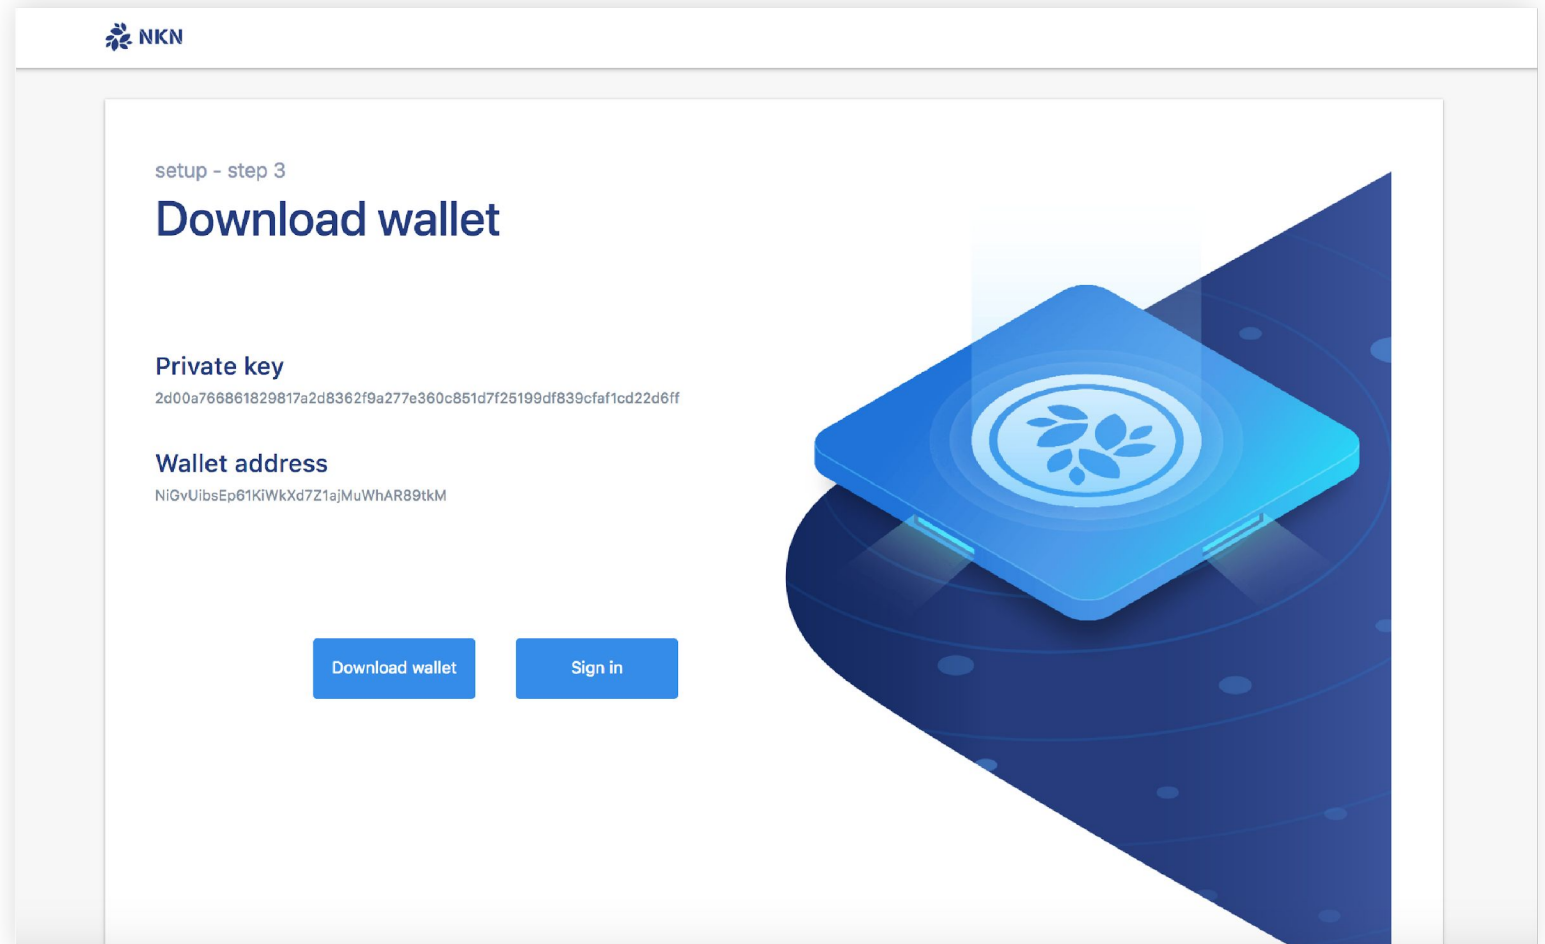 NKN
setup - step 3
Download wallet
Private key
2d00a766861829817a2d8362f9a277e360c851d7f25199df839cfaf1cd22d6ff
Wallet address
NiGvUibsEp61KiWkXd7Z1ajMuWhAR89tkM
Download wallet
Sign in